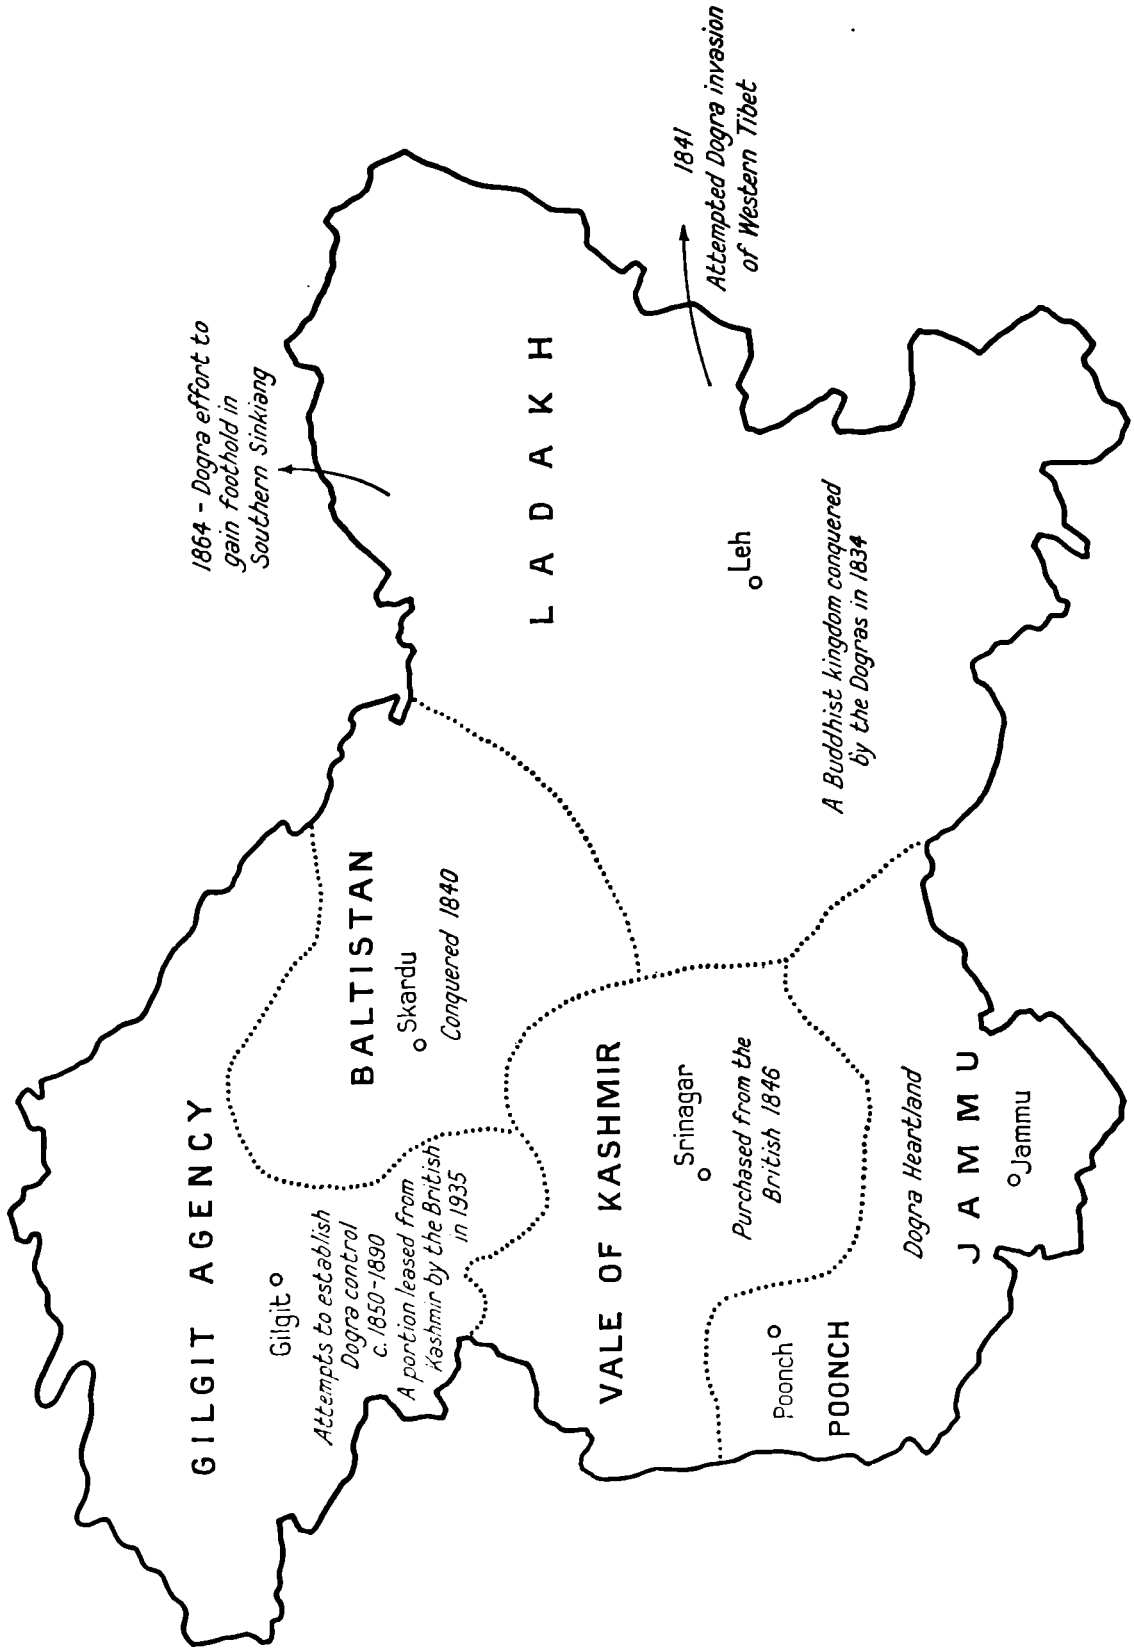 1864 - Dogra effort to
gain foothold in
Southern Sinkiang
GILGIT AGENCY
Gilgit
Attempts to establish
Dogra control
c. 1850-1890
A portion leased from
Kashmir by the British
in 1935
BALTISTAN
Skardu
Conquered 1840
LADAKH
1841
Attempted Dogra invasion
of Western Tibet
Leh
A Buddhist kingdom conquered
by the Dogras in 1834
VALE OF KASHMIR
Srinagar
Purchased from the
British 1846
Poonch
POONCH
Dogra Heartland
JAMMU
Jammu